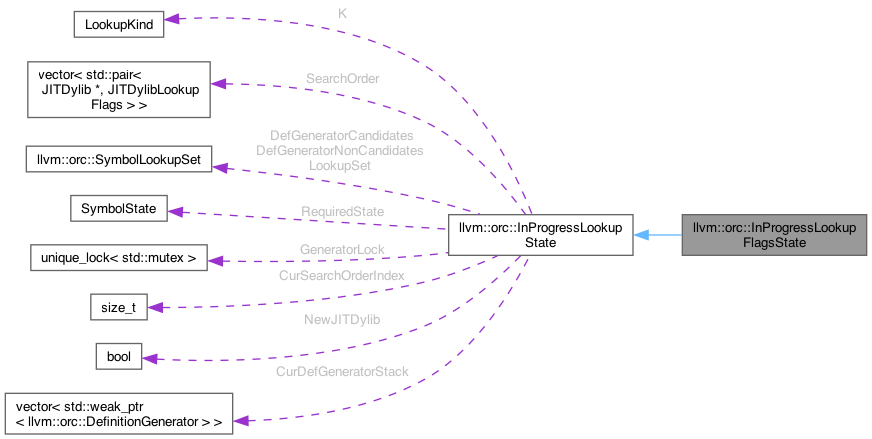 K
LookupKind
vector< std::pair<
JITDylib *, JITDylibLookup
Flags > >
SearchOrder
DefGeneratorCandidates
DefGeneratorNonCandidates
LookupSet
llvm::orc::SymbolLookupSet
SymbolState
RequiredState
llvm::orc::InProgressLookup
State
llvm::orc::InProgressLookup
FlagsState
GeneratorLock
unique_lock< std::mutex >
CurSearchOrderIndex
size_t
NewJITDylib
bool
CurDefGeneratorStack
vector< std::weak_ptr
< llvm::orc::DefinitionGenerator > >